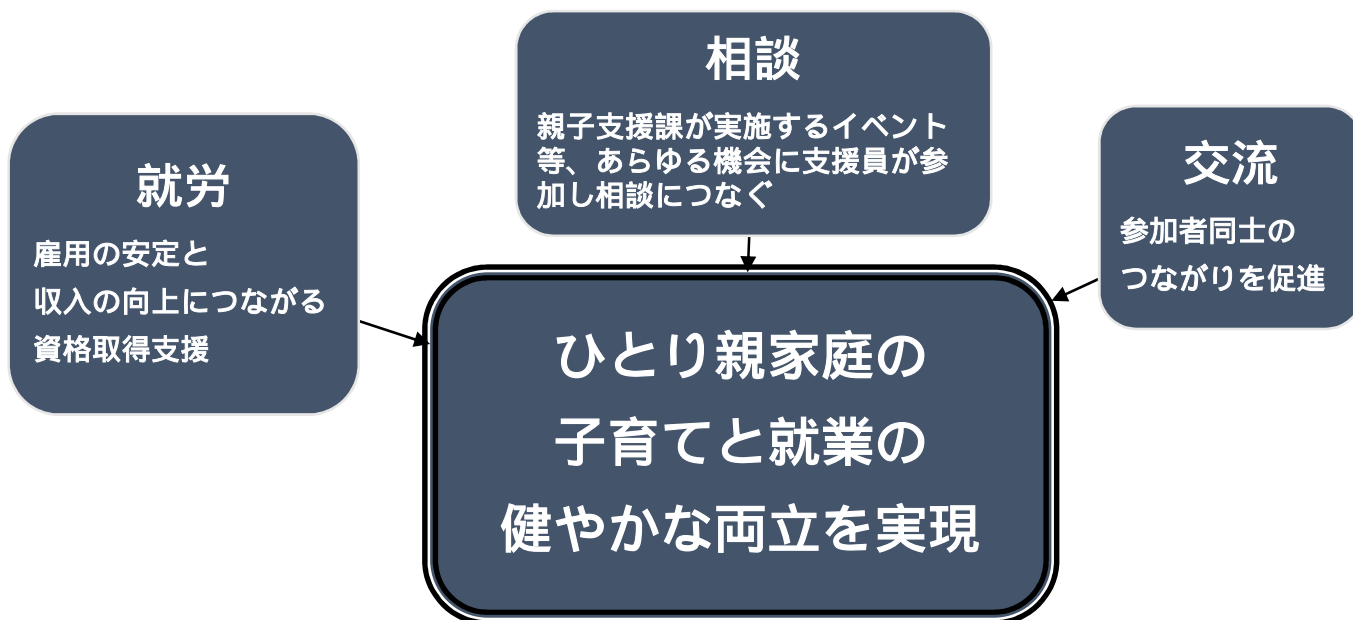 相談
親子支援課が実施するイベント
等、あらゆる機会に支援員が参
加し相談につなぐ
就労
雇用の安定と
収入の向上につながる
資格取得支援
交流
参加者同士の
つながりを促進
ひとり親家庭の
子育てと就業の
健やかな両立を実現